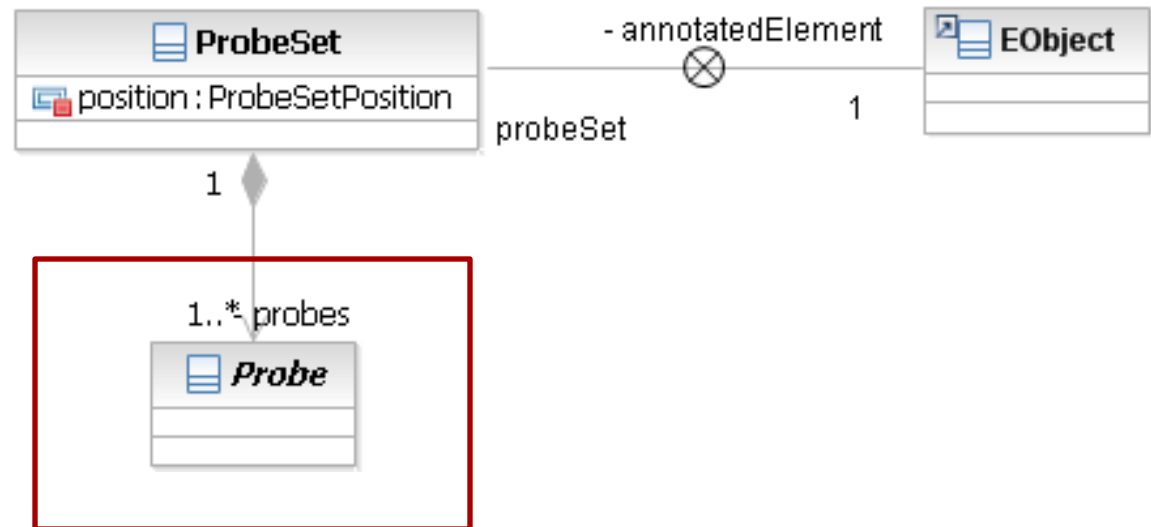 ProbeSet
position : ProbeSetPosition
- annotatedElement
EObject
1
probeSet
1
1..*
- probes
Probe